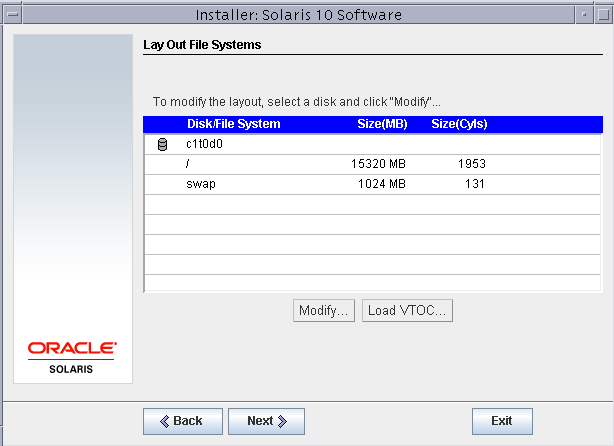 Installer: Solaris 10 Software
Lay Out File Systems
To modify the layout, select a disk and click "Modify"...
Disk/File System Size(MB) Size(Cyls)
c1t0d0
/ 15320 MB 1953
swap 1024 MB 131
Modify... Load VTOC...
ORACLE
SOLARIS
Back Next Exit